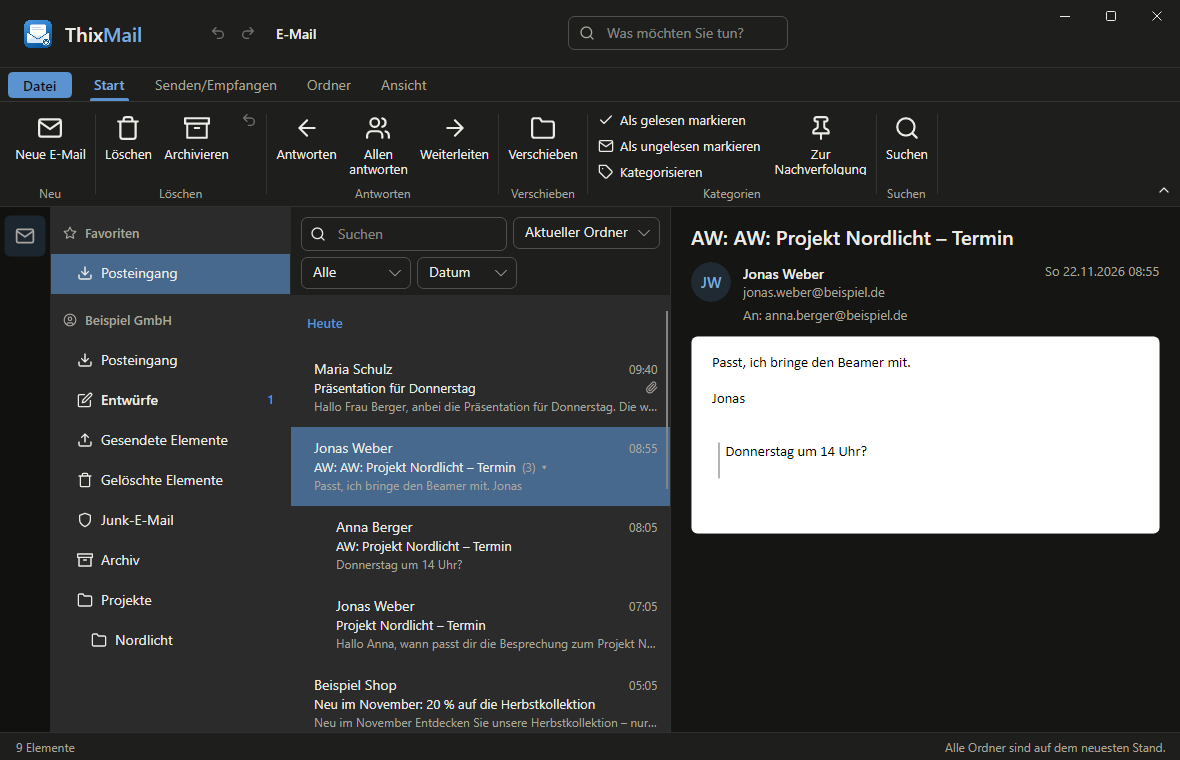 ThixMail
E-Mail
Was möchten Sie tun?
Datei
Start
Senden/Empfangen
Ordner
Ansicht
Neue E-Mail
Neu
Löschen
Archivieren
Löschen
Antworten
Allen
antworten
Weiterleiten
Antworten
Verschieben
Verschieben
Als gelesen markieren
Als ungelesen markieren
Kategorisieren
Zur
Nachverfolgung
Kategorien
Suchen
Suchen
Favoriten
Posteingang
Beispiel GmbH
Posteingang
Entwürfe 1
Gesendete Elemente
Gelöschte Elemente
Junk-E-Mail
Archiv
Projekte
Nordlicht
Suchen
Aktueller Ordner
Alle
Datum
Heute
Maria Schulz 09:40
Präsentation für Donnerstag
Hallo Frau Berger, anbei die Präsentation für Donnerstag. Die w...
Jonas Weber 08:55
AW: AW: Projekt Nordlicht – Termin (3)
Passt, ich bringe den Beamer mit. Jonas
Anna Berger 08:05
AW: Projekt Nordlicht – Termin
Donnerstag um 14 Uhr?
Jonas Weber 07:05
Projekt Nordlicht – Termin
Hallo Anna, wann passt dir die Besprechung zum Projekt N...
Beispiel Shop 05:05
Neu im November: 20 % auf die Herbstkollektion
Neu im November Entdecken Sie unsere Herbstkollektion – nur...
AW: AW: Projekt Nordlicht – Termin
JW
Jonas Weber
So 22.11.2026 08:55
jonas.weber@beispiel.de
An: anna.berger@beispiel.de
Passt, ich bringe den Beamer mit.
Jonas
Donnerstag um 14 Uhr?
9 Elemente
Alle Ordner sind auf dem neuesten Stand.